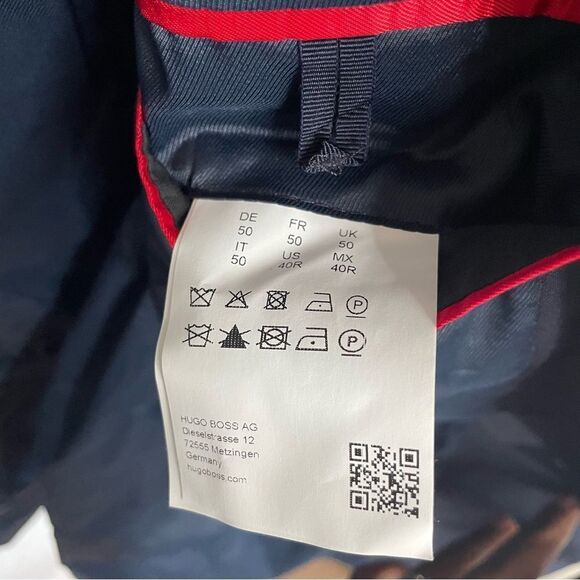 DE FR UK
50 50 50
IT US MX
50 40R 40R
P
P
HUGO BOSS AG
Dieselstrasse 12
72555 Metzingen
Germany
hugoboss.com